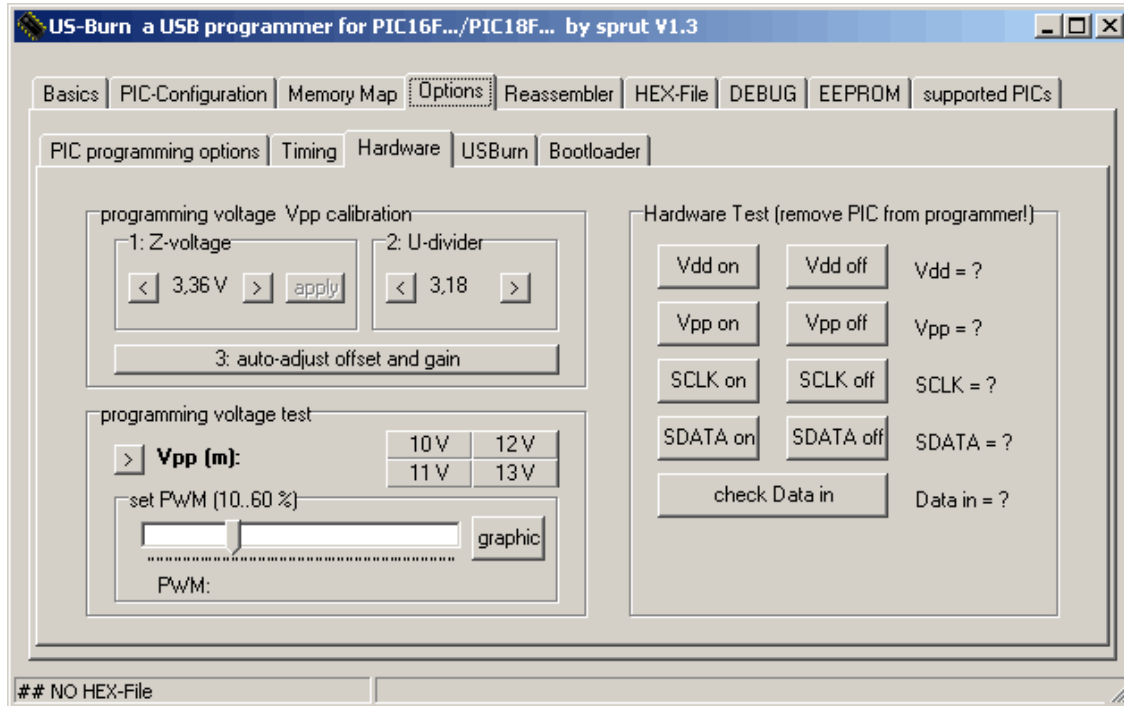 US-Burn a USB programmer for PIC16F.../PIC18F... by sprut V1.3
Basics PIC-Configuration Memory Map Options Reassembler HEX-File DEBUG EEPROM supported PICs
PIC programming options Timing Hardware USBurn Bootloader
programming voltage Vpp calibration
1: Z-voltage
< 3,36 V > apply
2: U-divider
< 3,18 >
3: auto-adjust offset and gain
programming voltage test
> Vpp (m):
10 V 12 V
11 V 13 V
set PWM (10..60 %)
graphic
PWM:
Hardware Test (remove PIC from programmer!)
Vdd on Vdd off Vdd = ?
Vpp on Vpp off Vpp = ?
SCLK on SCLK off SCLK = ?
SDATA on SDATA off SDATA = ?
check Data in Data in = ?
## NO HEX-File